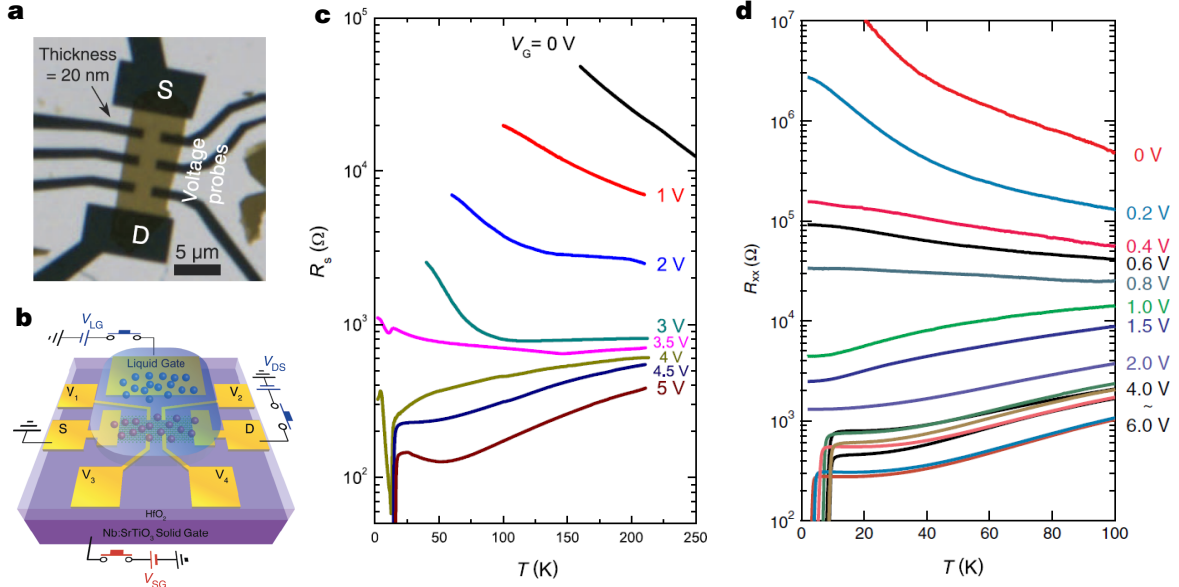 a
Thickness
= 20 nm
S
Voltage
probes
D
5 μm
b
V_LG
Liquid Gate
V_DS
V_1
V_2
S
D
V_3
V_4
HfO_2
Nb:SrTiO_3 Solid Gate
V_SG
c
10^5
10^4
10^3
10^2
R_s (Ω)
V_G = 0 V
1 V
2 V
3 V
3.5 V
4 V
4.5 V
5 V
0 50 100 150 200 250
T (K)
d
10^7
10^6
10^5
10^4
10^3
10^2
R_xx (Ω)
0 V
0.2 V
0.4 V
0.6 V
0.8 V
1.0 V
1.5 V
2.0 V
4.0 V
~
6.0 V
0 20 40 60 80 100
T (K)